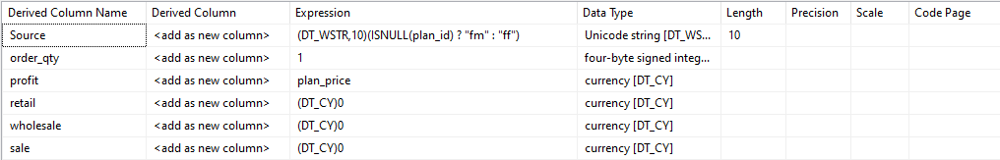 Derived Column Name Derived Column Expression Data Type Length Precision Scale Code Page
Source <add as new column> (DT_WSTR,10)(ISNULL(plan_id) ? "fm" : "ff") Unicode string [DT_WS... 10
order_qty <add as new column> 1 four-byte signed integ...
profit <add as new column> plan_price currency [DT_CY]
retail <add as new column> (DT_CY)0 currency [DT_CY]
wholesale <add as new column> (DT_CY)0 currency [DT_CY]
sale <add as new column> (DT_CY)0 currency [DT_CY]